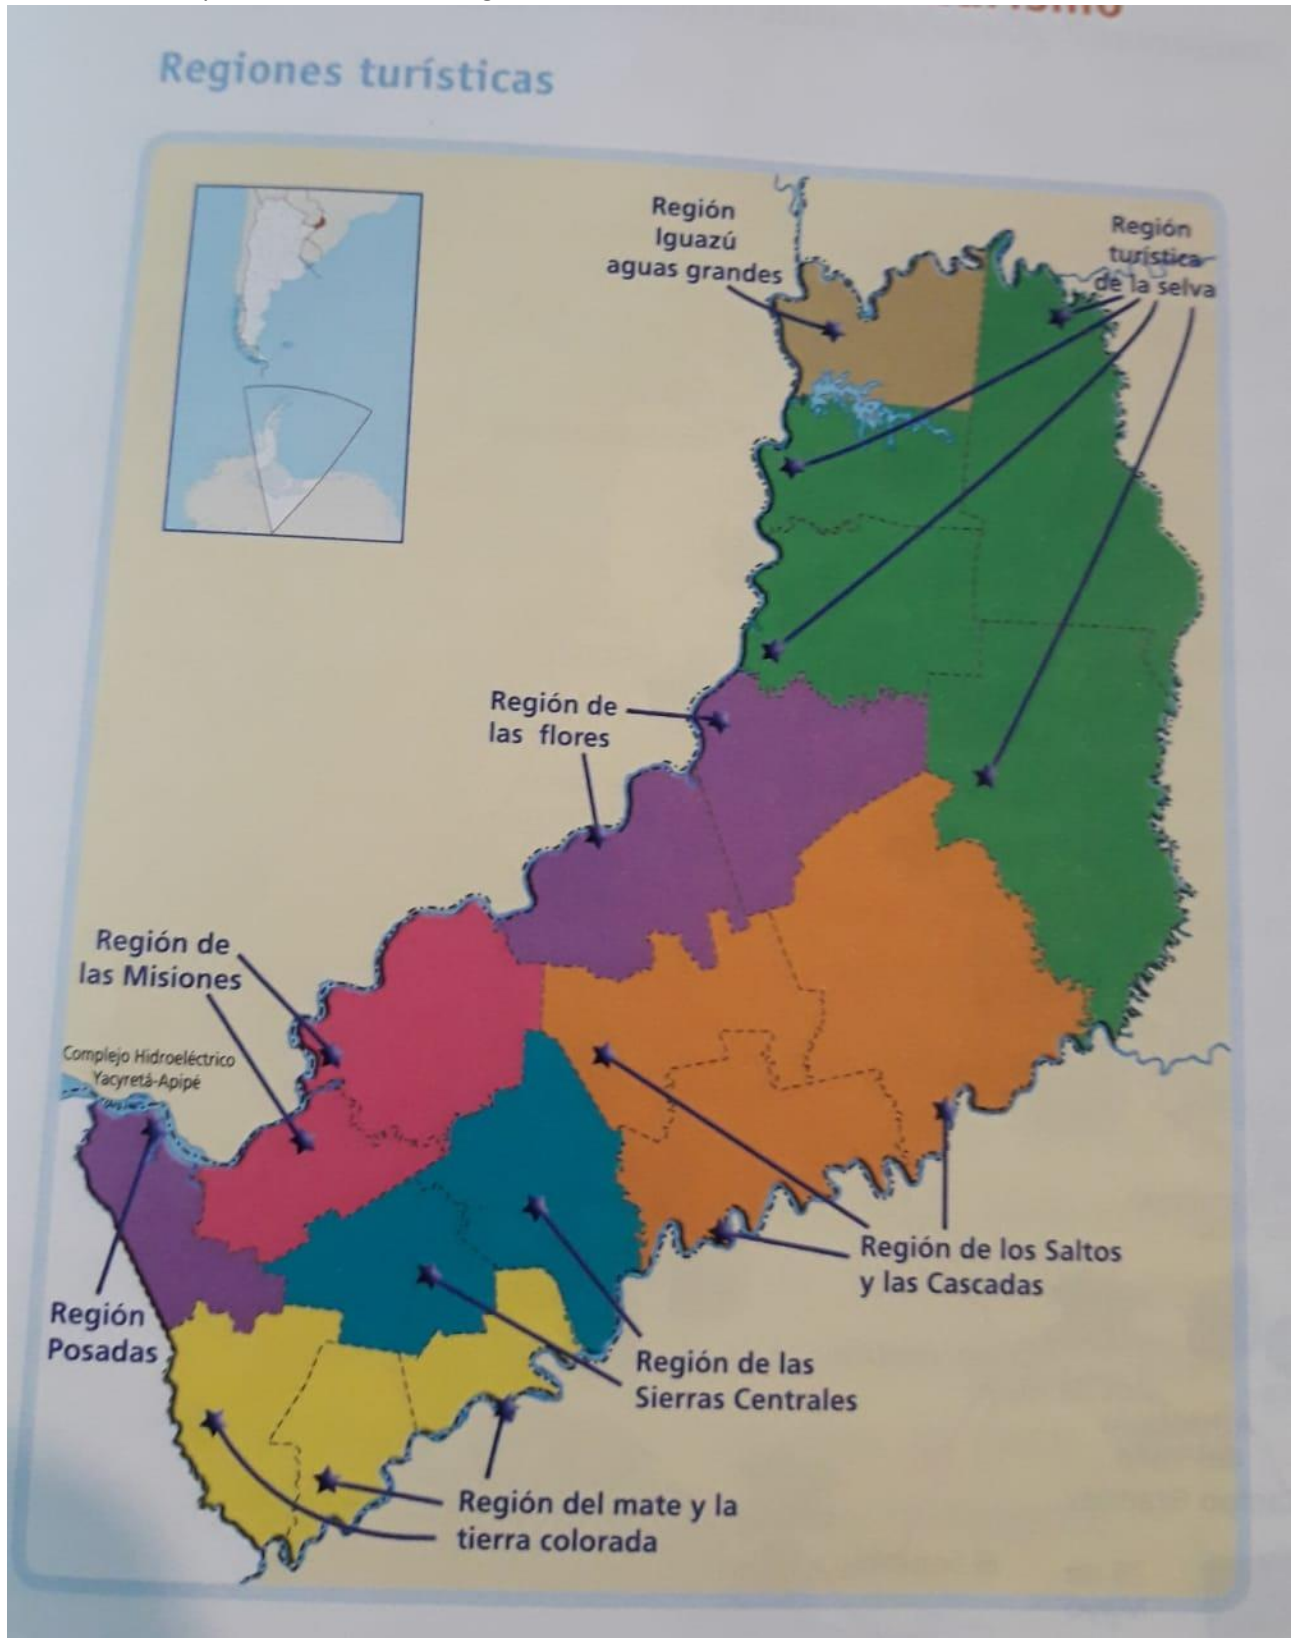 Regiones turísticas
Región
Iguazú
aguas grandes
Región
turística
de la selva
Región de
las flores
Región de
las Misiones
Complejo Hidroeléctrico
Yacyretá-Apipé
Región
Posadas
Región de los Saltos
y las Cascadas
Región de las
Sierras Centrales
Región del mate y la
tierra colorada